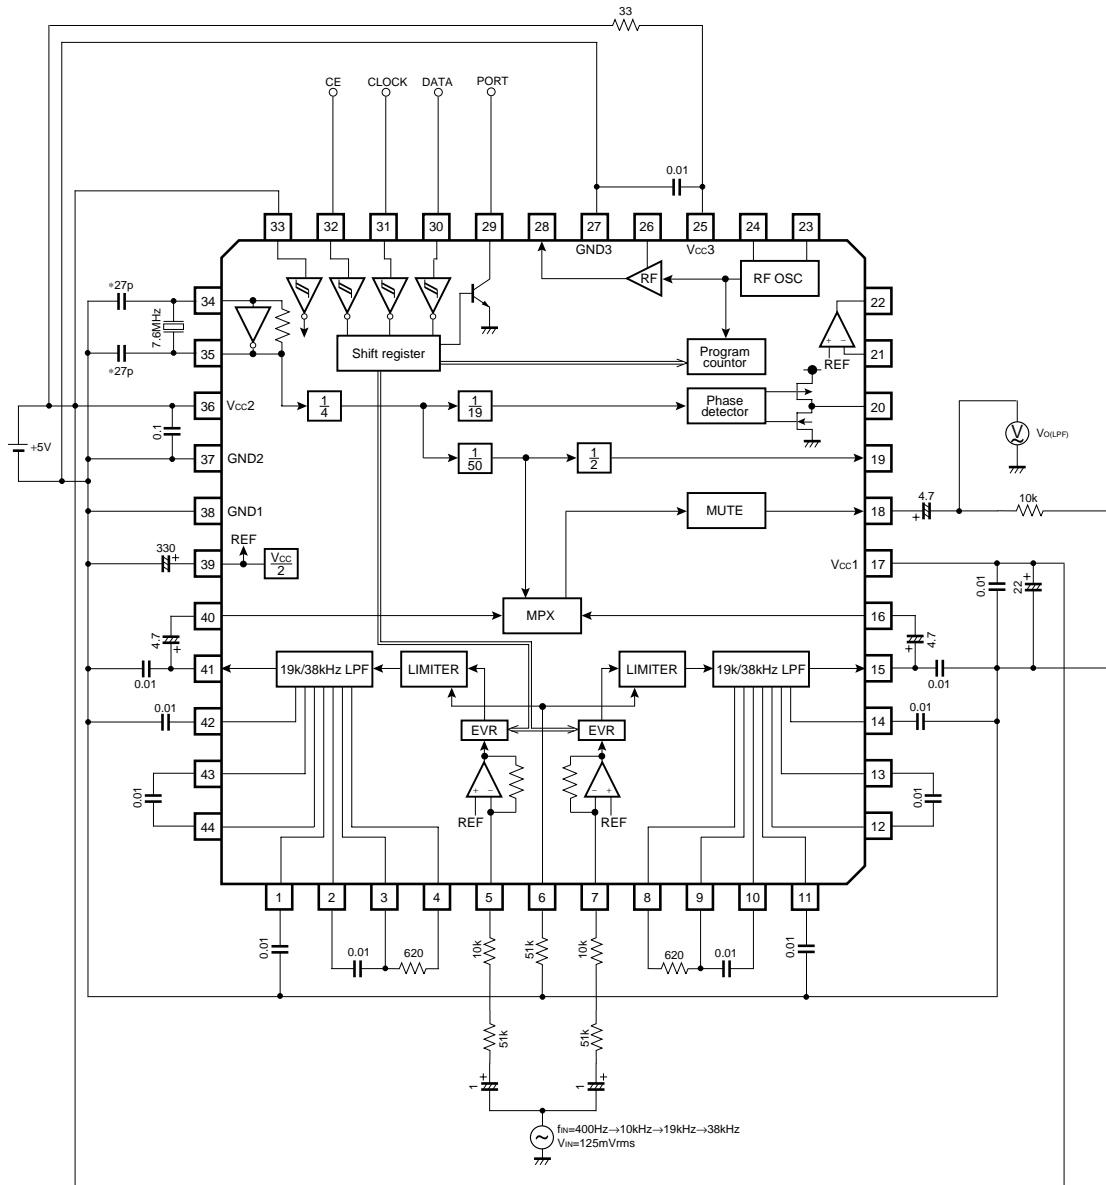 33
CE CLOCK DATA PORT
0.01
33 32 31 30 29 28 27 26 25 24 23
GND3 Vcc3
RF RF OSC
*27p
34
7.6MHz
22
Shift register
Program
countor
+ −
REF
21
35
*27p
36 Vcc2
1/4
1/19
Phase
detector
20
+5V
0.1
37 GND2
1/50
1/2
19
V VO(LPF)
38 GND1
MUTE
18
4.7
+
10k
330
+
39
REF
Vcc/2
Vcc1 17
0.01
22
+
40
MPX
16
4.7
+
4.7
+
41
19k/38kHz LPF LIMITER LIMITER 19k/38kHz LPF
15
0.01
0.01
0.01
42
EVR EVR
14
0.01
43
13
0.01
+ −
− +
0.01
44
REF REF
12
1 2 3 4 5 6 7 8 9 10 11
0.01
0.01 620
10k
51k
10k
620 0.01
0.01
51k
51k
1
+
1
+
fIN=400Hz→10kHz→19kHz→38kHz
VIN=125mVrms